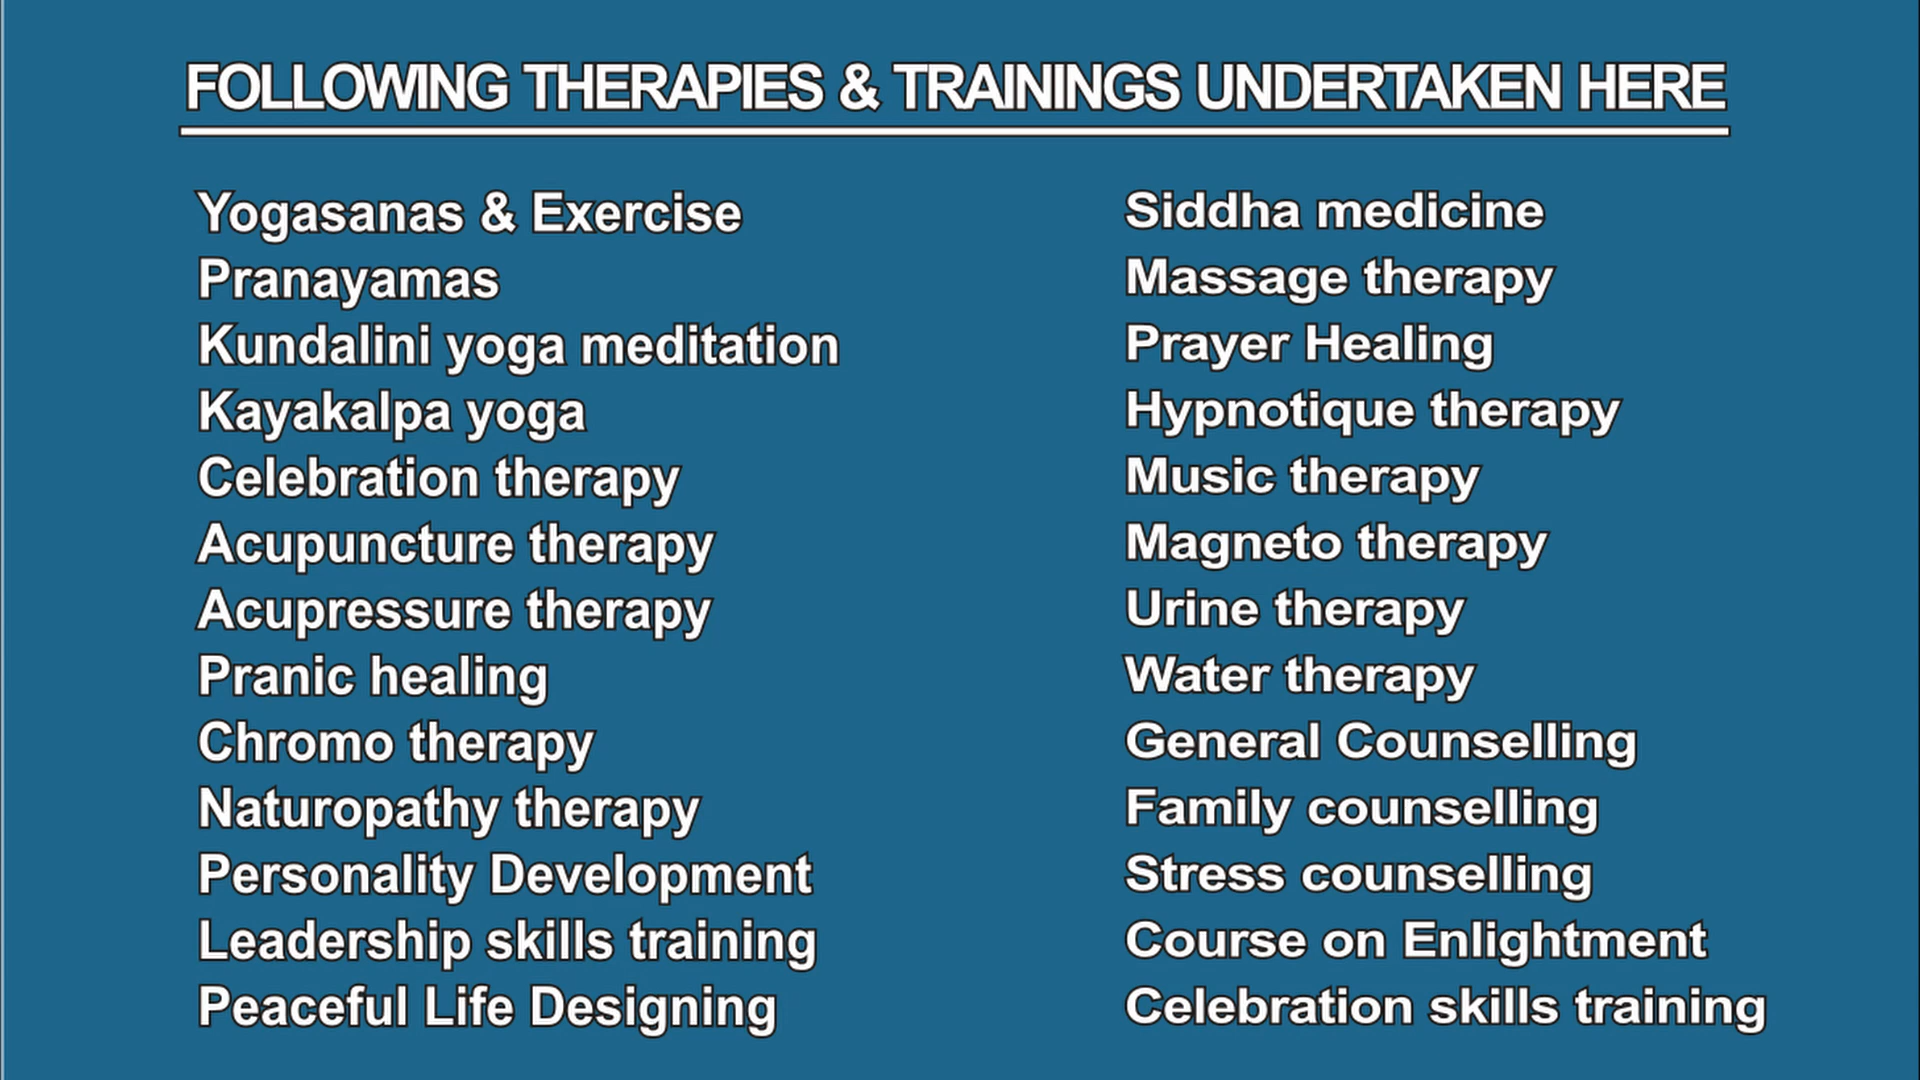 FOLLOWING THERAPIES & TRAININGS UNDERTAKEN HERE
Yogasanas & Exercise
Pranayamas
Kundalini yoga meditation
Kayakalpa yoga
Celebration therapy
Acupuncture therapy
Acupressure therapy
Pranic healing
Chromo therapy
Naturopathy therapy
Personality Development
Leadership skills training
Peaceful Life Designing
Siddha medicine
Massage therapy
Prayer Healing
Hypnotique therapy
Music therapy
Magneto therapy
Urine therapy
Water therapy
General Counselling
Family counselling
Stress counselling
Course on Enlightment
Celebration skills training